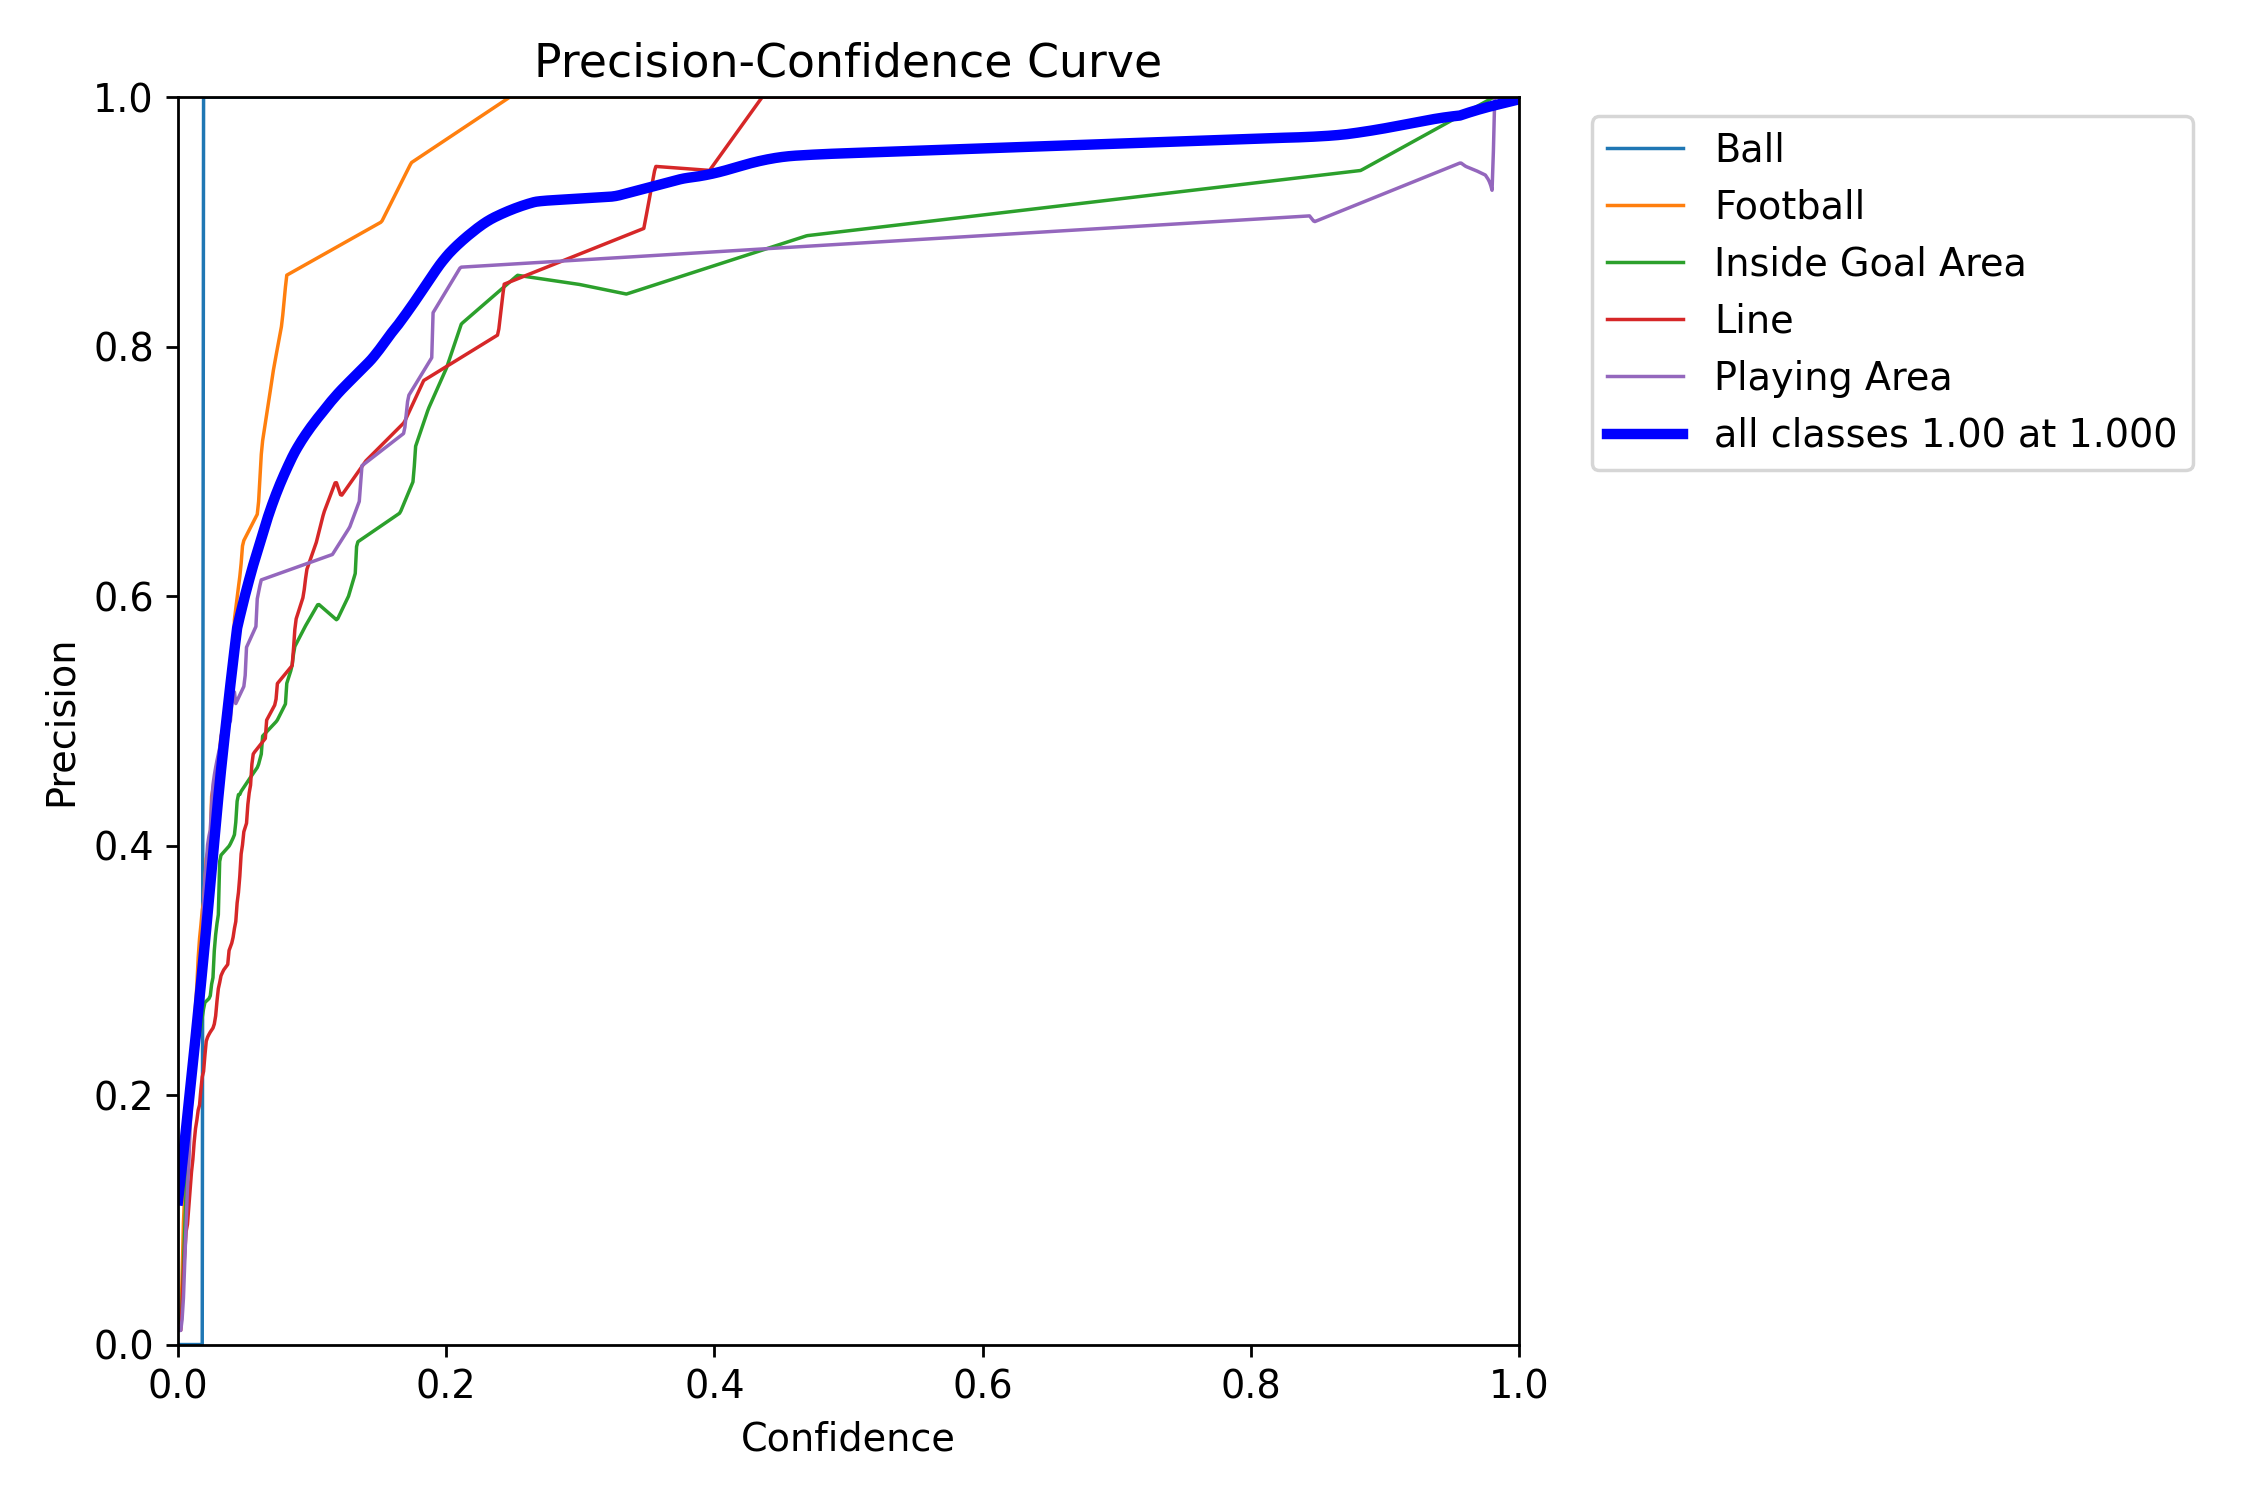 Precision-Confidence Curve
1.0
0.8
0.6
0.4
0.2
0.0
Precision
0.0 0.2 0.4 0.6 0.8 1.0
Confidence
Ball
Football
Inside Goal Area
Line
Playing Area
all classes 1.00 at 1.000